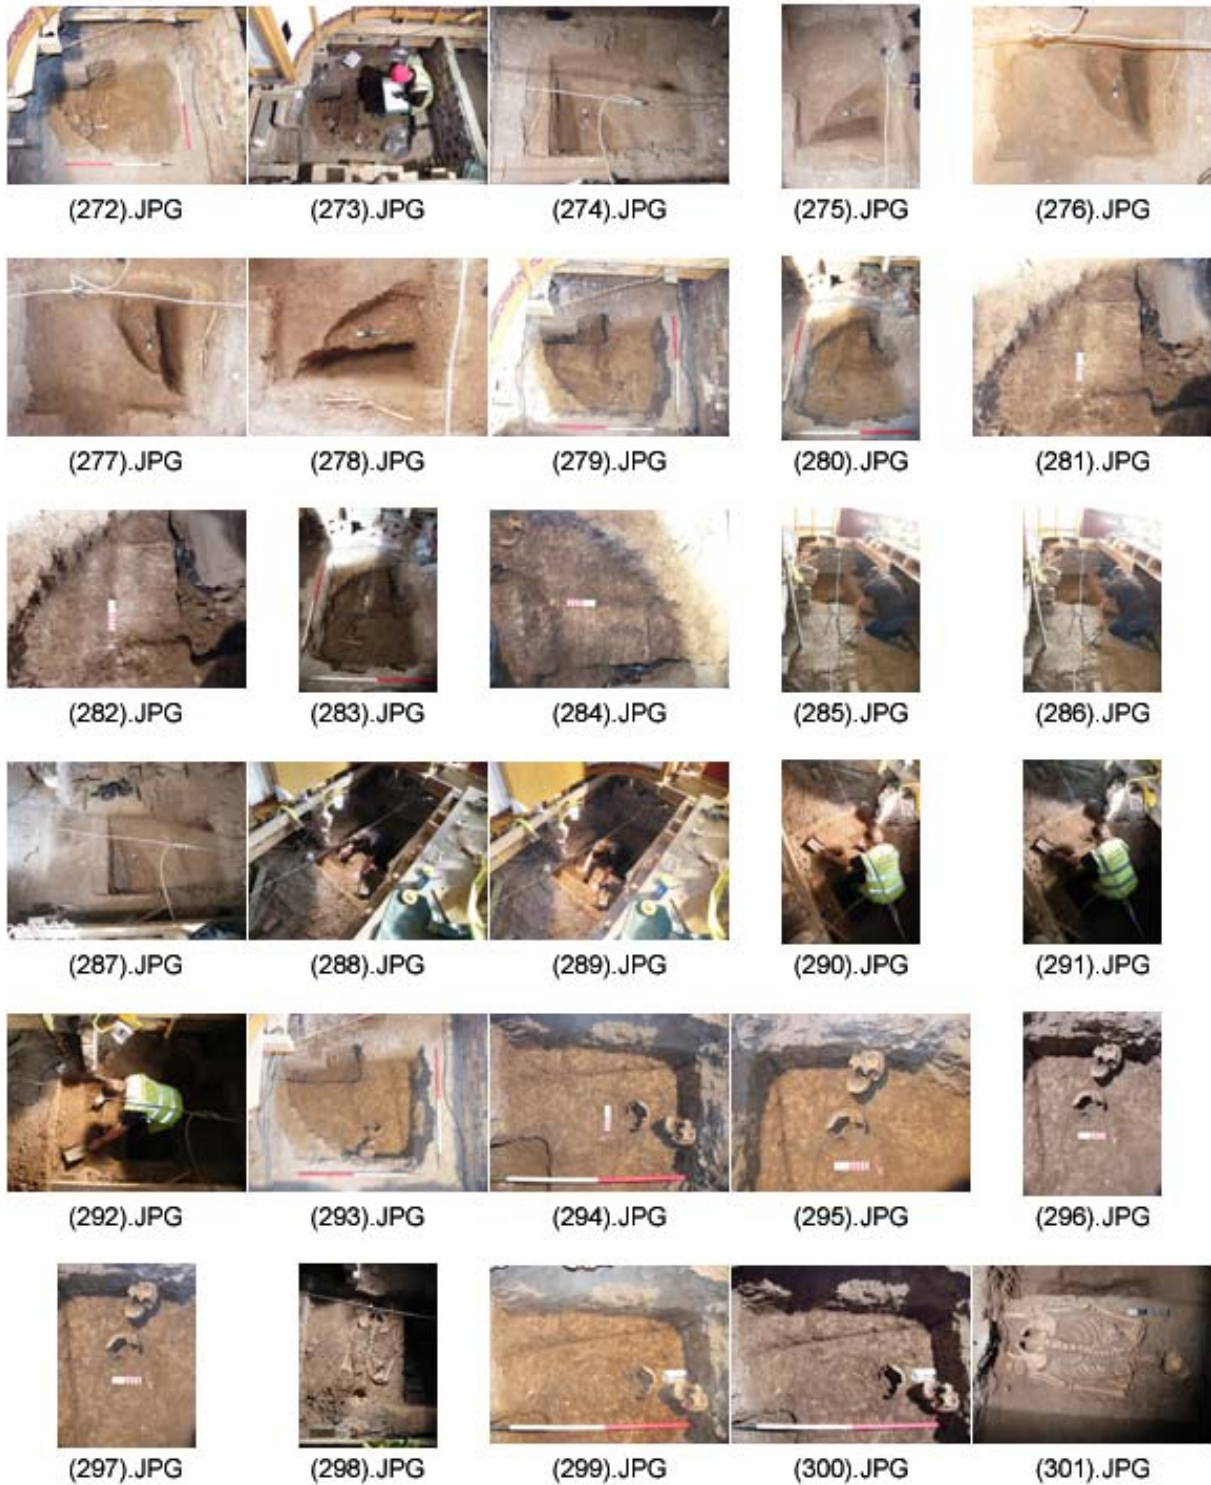 (272).JPG (273).JPG (274).JPG (275).JPG (276).JPG
(277).JPG (278).JPG (279).JPG (280).JPG (281).JPG
(282).JPG (283).JPG (284).JPG (285).JPG (286).JPG
(287).JPG (288).JPG (289).JPG (290).JPG (291).JPG
(292).JPG (293).JPG (294).JPG (295).JPG (296).JPG
(297).JPG (298).JPG (299).JPG (300).JPG (301).JPG